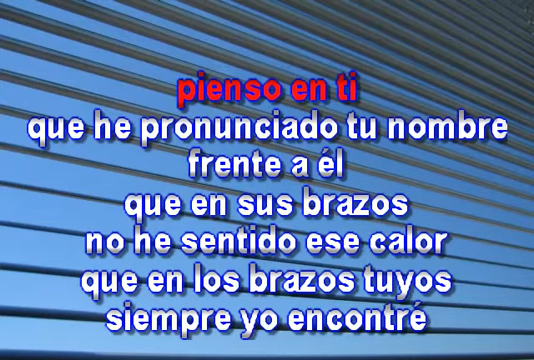 pienso en ti
que he pronunciado tu nombre
frente a él
que en sus brazos
no he sentido ese calor
que en los brazos tuyos
siempre yo encontré